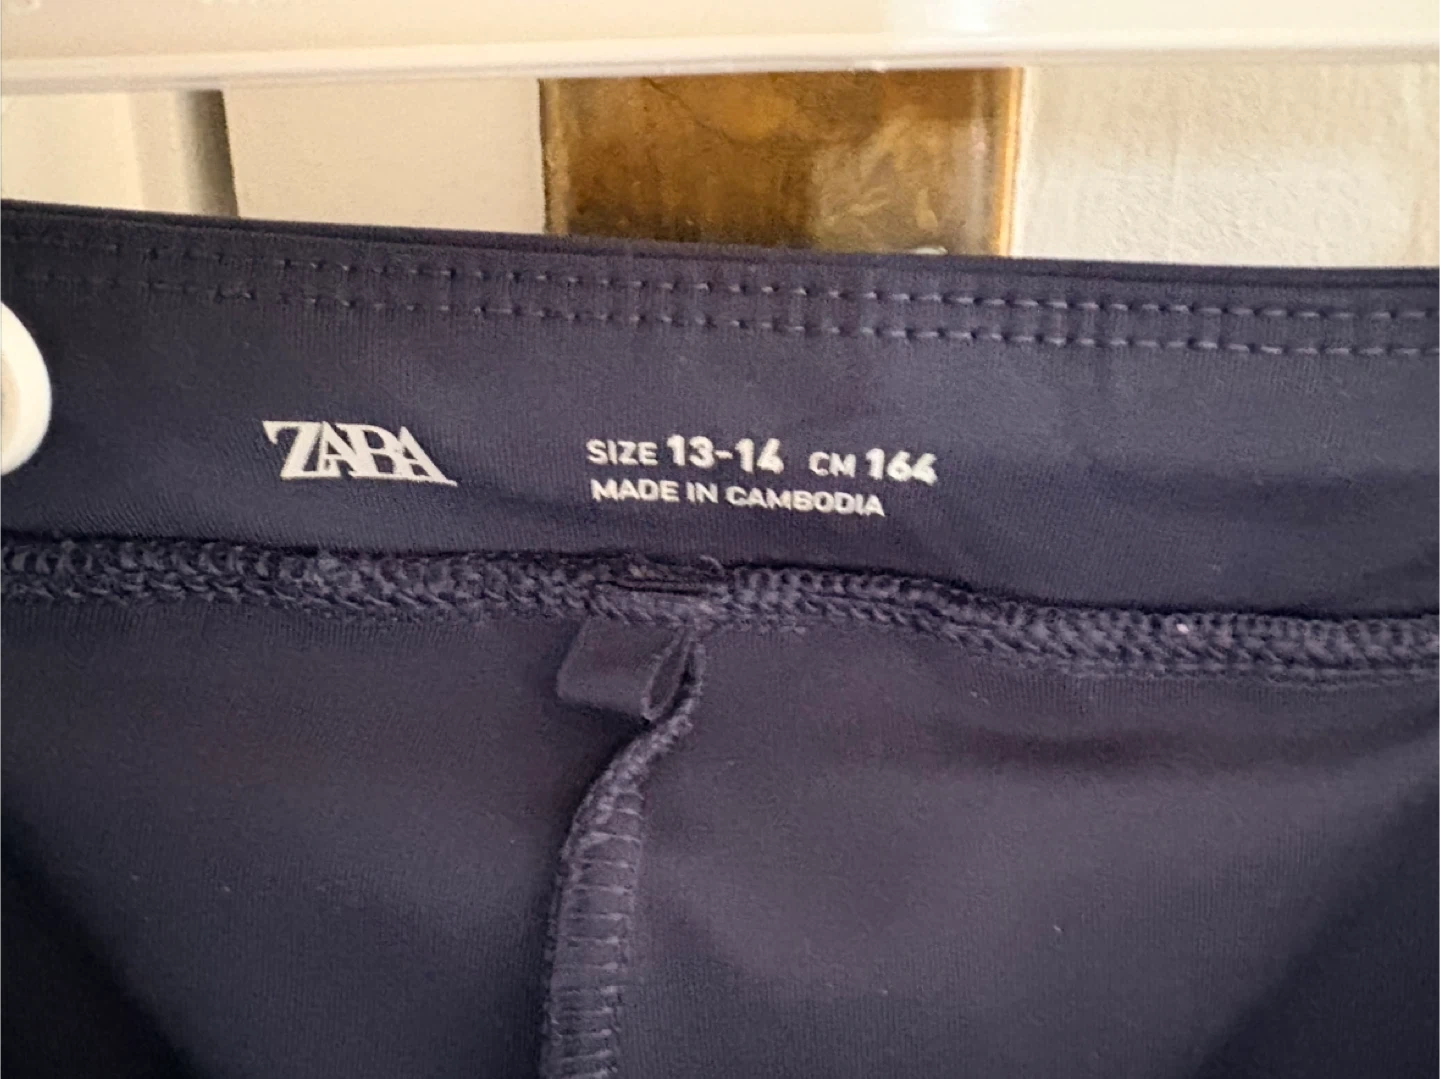 ZARA
SIZE 13-14 CM 164
MADE IN CAMBODIA